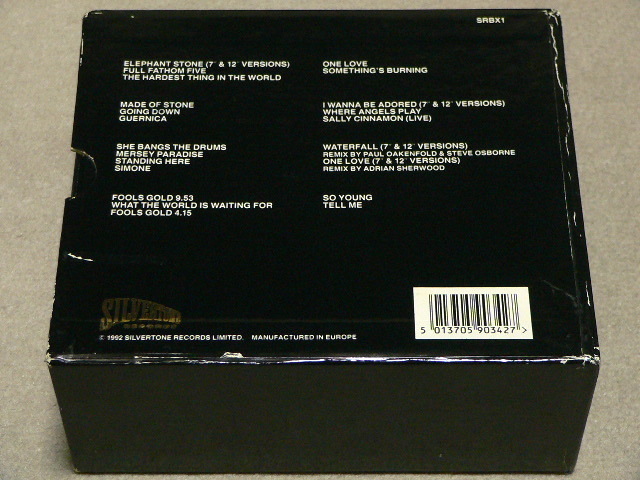 SRBX1
ELEPHANT STONE (7" & 12" VERSIONS)
FULL FATHOM FIVE
THE HARDEST THING IN THE WORLD
MADE OF STONE
GOING DOWN
GUERNICA
SHE BANGS THE DRUMS
MERSEY PARADISE
STANDING HERE
SIMONE
FOOLS GOLD 9.53
WHAT THE WORLD IS WAITING FOR
FOOLS GOLD 4.15
ONE LOVE
SOMETHING'S BURNING
I WANNA BE ADORED (7" & 12" VERSIONS)
WHERE ANGELS PLAY
SALLY CINNAMON (LIVE)
WATERFALL (7" & 12" VERSIONS)
REMIX BY PAUL OAKENFOLD & STEVE OSBORNE
ONE LOVE (7" & 12" VERSIONS)
REMIX BY ADRIAN SHERWOOD
SO YOUNG
TELL ME
SILVERTONE
RECORDS
© 1992 SILVERTONE RECORDS LIMITED. MANUFACTURED IN EUROPE
5 013705 903427 >